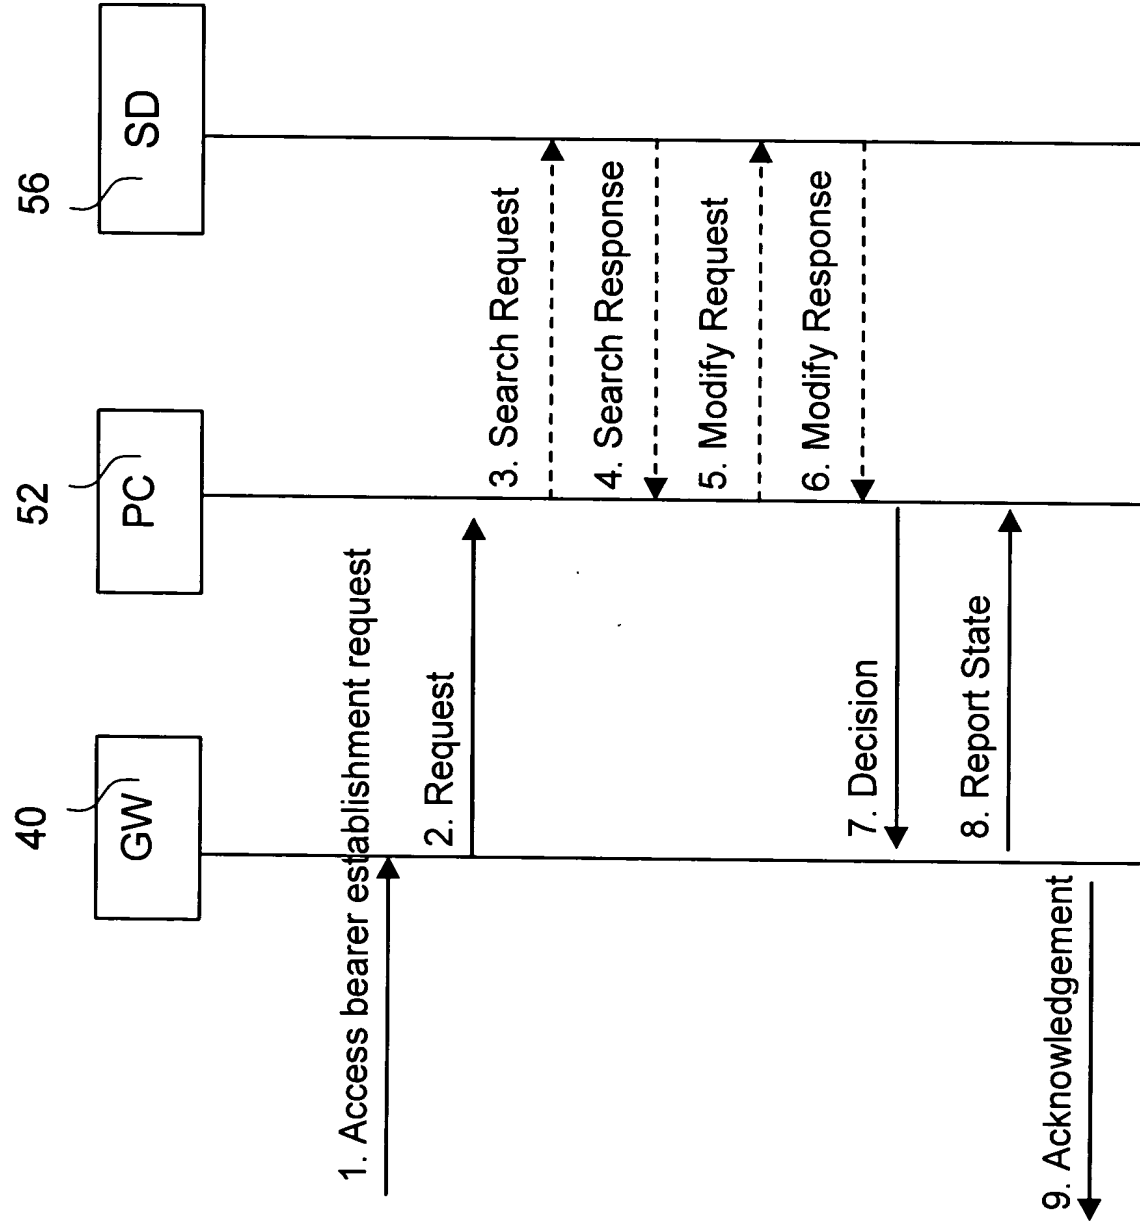 40
52
56
GW
PC
SD
1. Access bearer establishment request
2. Request
3. Search Request
4. Search Response
5. Modify Request
6. Modify Response
7. Decision
8. Report State
9. Acknowledgement